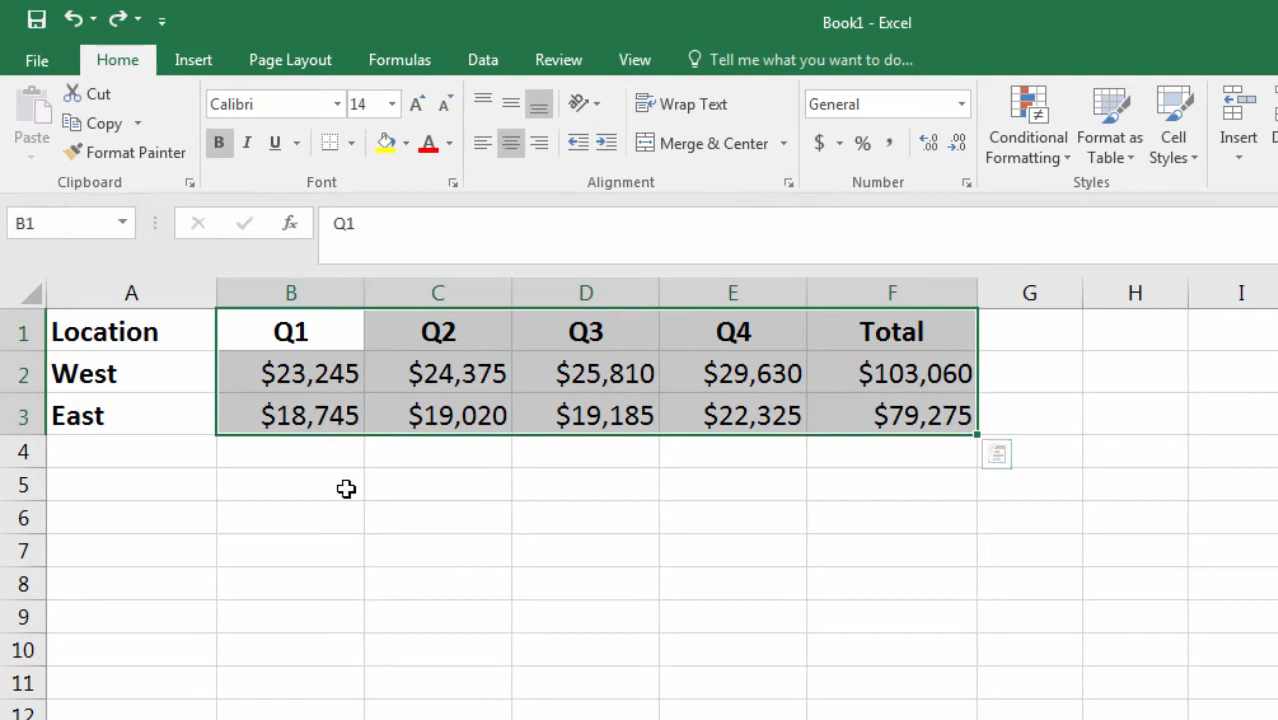 Book1 - Excel
File Home Insert Page Layout Formulas Data Review View Tell me what you want to do...
Paste
Cut
Copy
Format Painter
Clipboard
Calibri 14
B I U
Font
Wrap Text
Merge & Center
Alignment
General
$ % ,
Number
Conditional Formatting
Format as Table
Cell Styles
Styles
Insert
B1 fx Q1
A B C D E F G H I
1 Location Q1 Q2 Q3 Q4 Total
2 West $23,245 $24,375 $25,810 $29,630 $103,060
3 East $18,745 $19,020 $19,185 $22,325 $79,275
4
5
6
7
8
9
10
11
12